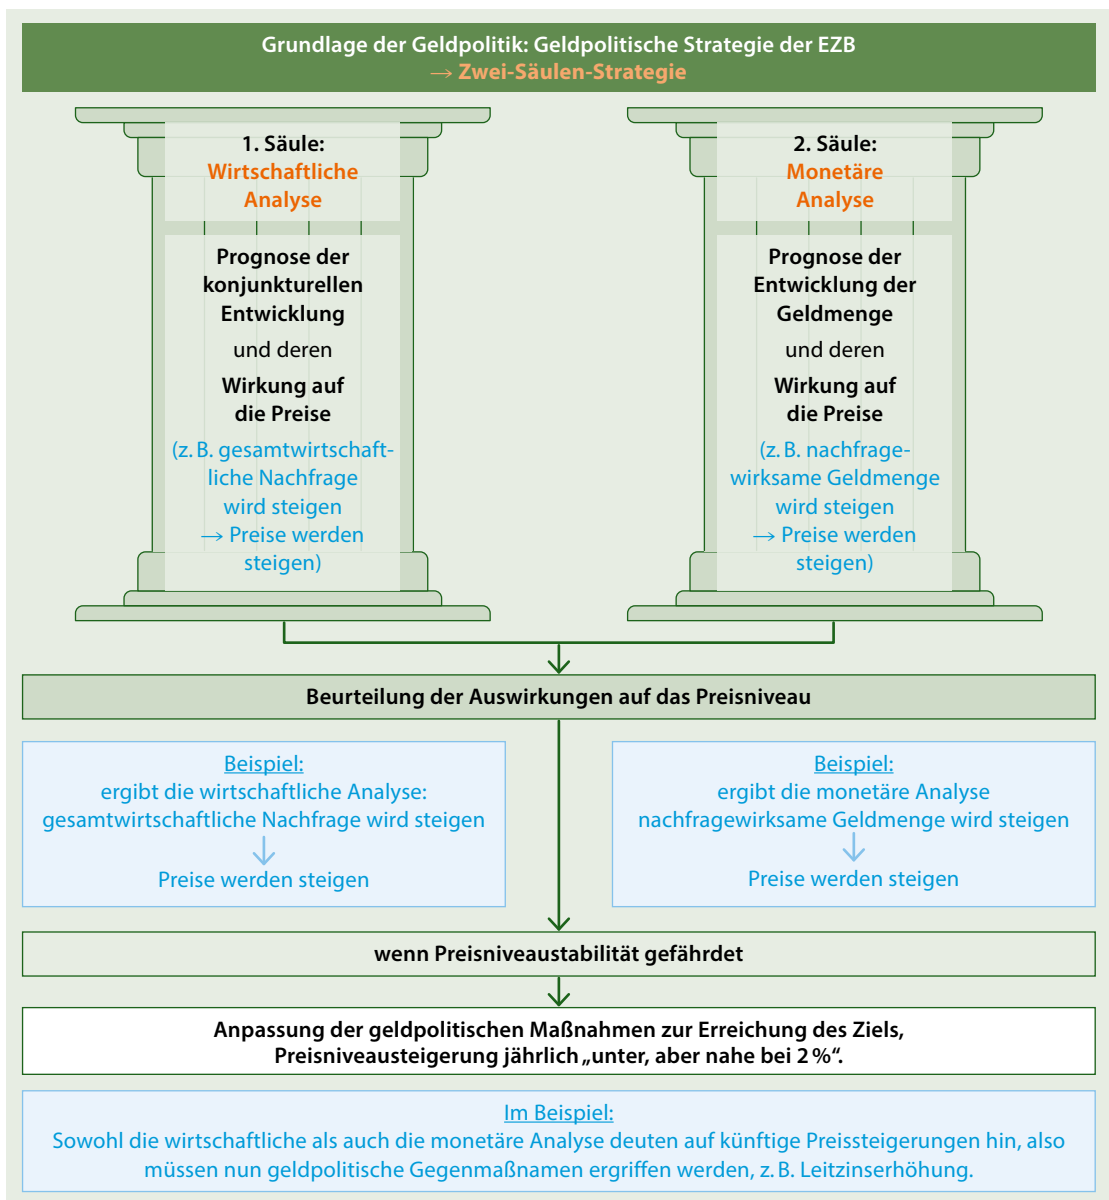 Grundlage der Geldpolitik: Geldpolitische Strategie der EZB
→ Zwei-Säulen-Strategie
1. Säule:
Wirtschaftliche
Analyse
Prognose der
konjunkturellen
Entwicklung
und deren
Wirkung auf
die Preise
(z. B. gesamtwirtschaft-
liche Nachfrage
wird steigen
→ Preise werden
steigen)
2. Säule:
Monetäre
Analyse
Prognose der
Entwicklung der
Geldmenge
und deren
Wirkung auf
die Preise
(z. B. nachfrage-
wirksame Geldmenge
wird steigen
→ Preise werden
steigen)
Beurteilung der Auswirkungen auf das Preisniveau
Beispiel:
ergibt die wirtschaftliche Analyse:
gesamtwirtschaftliche Nachfrage wird steigen
Preise werden steigen
Beispiel:
ergibt die monetäre Analyse
nachfragewirksame Geldmenge wird steigen
Preise werden steigen
wenn Preisniveaustabilität gefährdet
Anpassung der geldpolitischen Maßnahmen zur Erreichung des Ziels,
Preisniveausteigerung jährlich „unter, aber nahe bei 2 %“.
Im Beispiel:
Sowohl die wirtschaftliche als auch die monetäre Analyse deuten auf künftige Preissteigerungen hin, also
müssen nun geldpolitische Gegenmaßnamen ergriffen werden, z. B. Leitzinserhöhung.